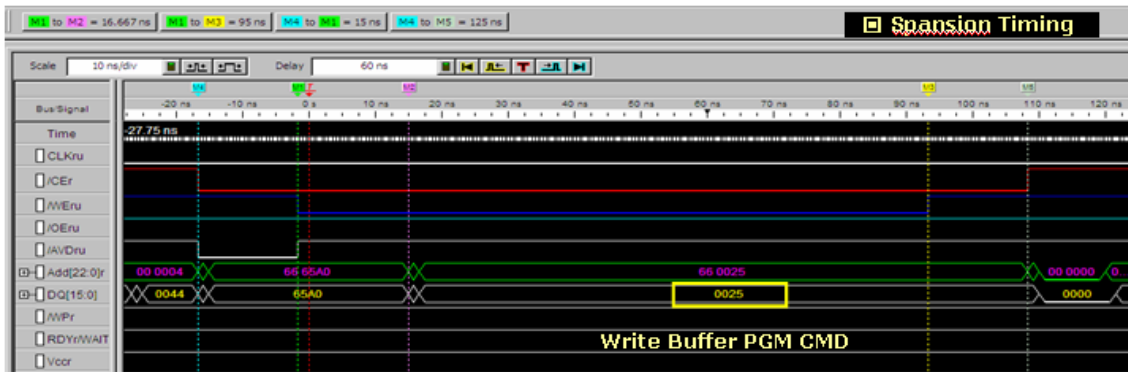 M1 to M2 = 16.667 ns M1 to M3 = 95 ns M4 to M1 = 15 ns M4 to M5 = 125 ns
Spansion Timing
Scale 10 ns/div Delay 60 ns T
M4 M1 T M2 M3 M5
Bus/Signal -20 ns -10 ns 0 s 10 ns 20 ns 30 ns 40 ns 50 ns 60 ns 70 ns 80 ns 90 ns 100 ns 110 ns 120 ns
Time -27.75 ns
CLKru
/CEr
/WEru
/OEru
/AVDru
Add[22:0]r 00 0004 66 65A0 66 0025 00 0000 0...
DQ[15:0] 0044 65A0 0025 0000
/WPr
RDYr/WAIT
Write Buffer PGM CMD
Vccr